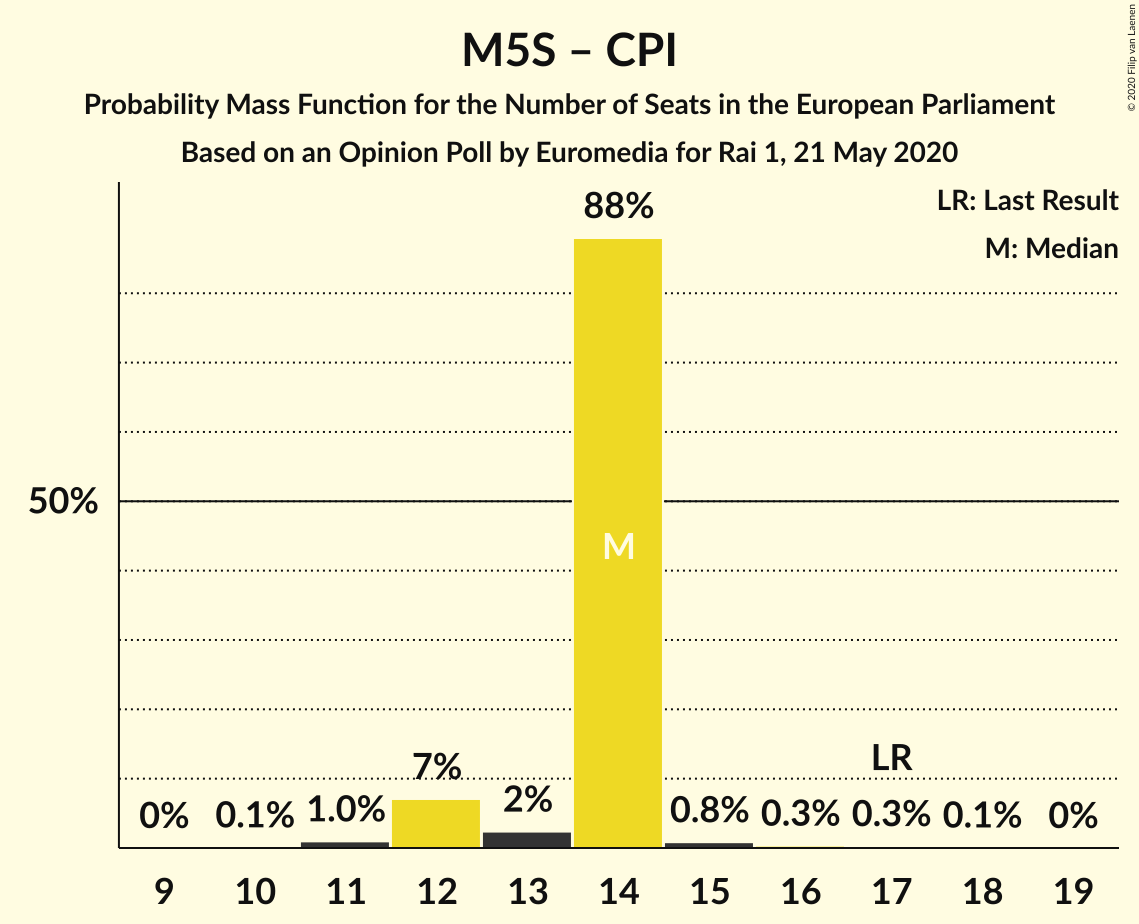 M5S – CPI
Probability Mass Function for the Number of Seats in the European Parliament
Based on an Opinion Poll by Euromedia for Rai 1, 21 May 2020
© 2020 Filip van Laenen
LR: Last Result
M: Median
88%
50%
M
LR
7%
2%
0% 0.1% 1.0% 0.8% 0.3% 0.3% 0.1% 0%
9 10 11 12 13 14 15 16 17 18 19